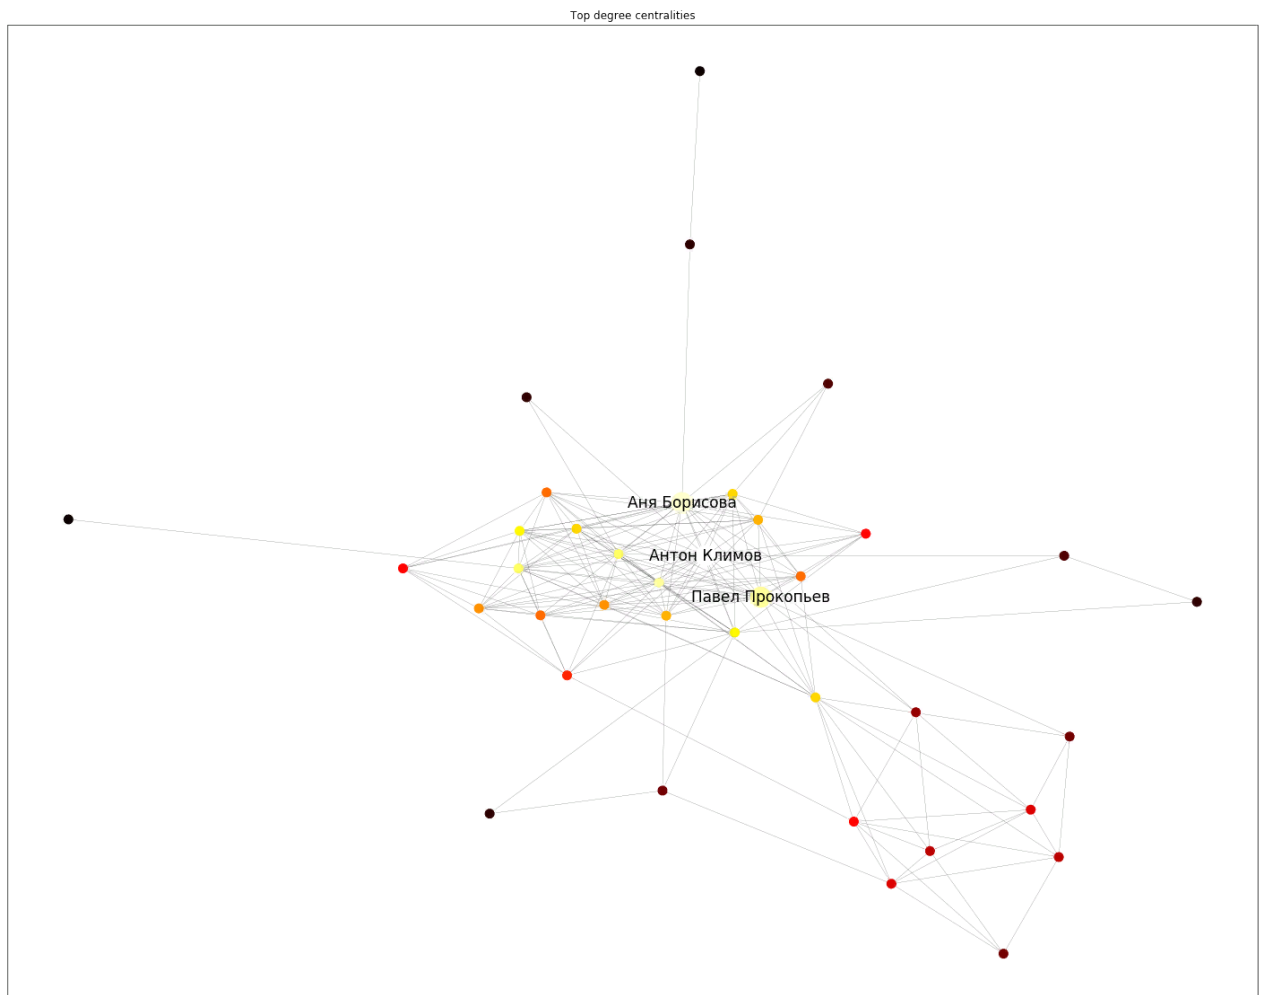 Top degree centralities
Аня Борисова
Антон Климов
Павел Прокопьев